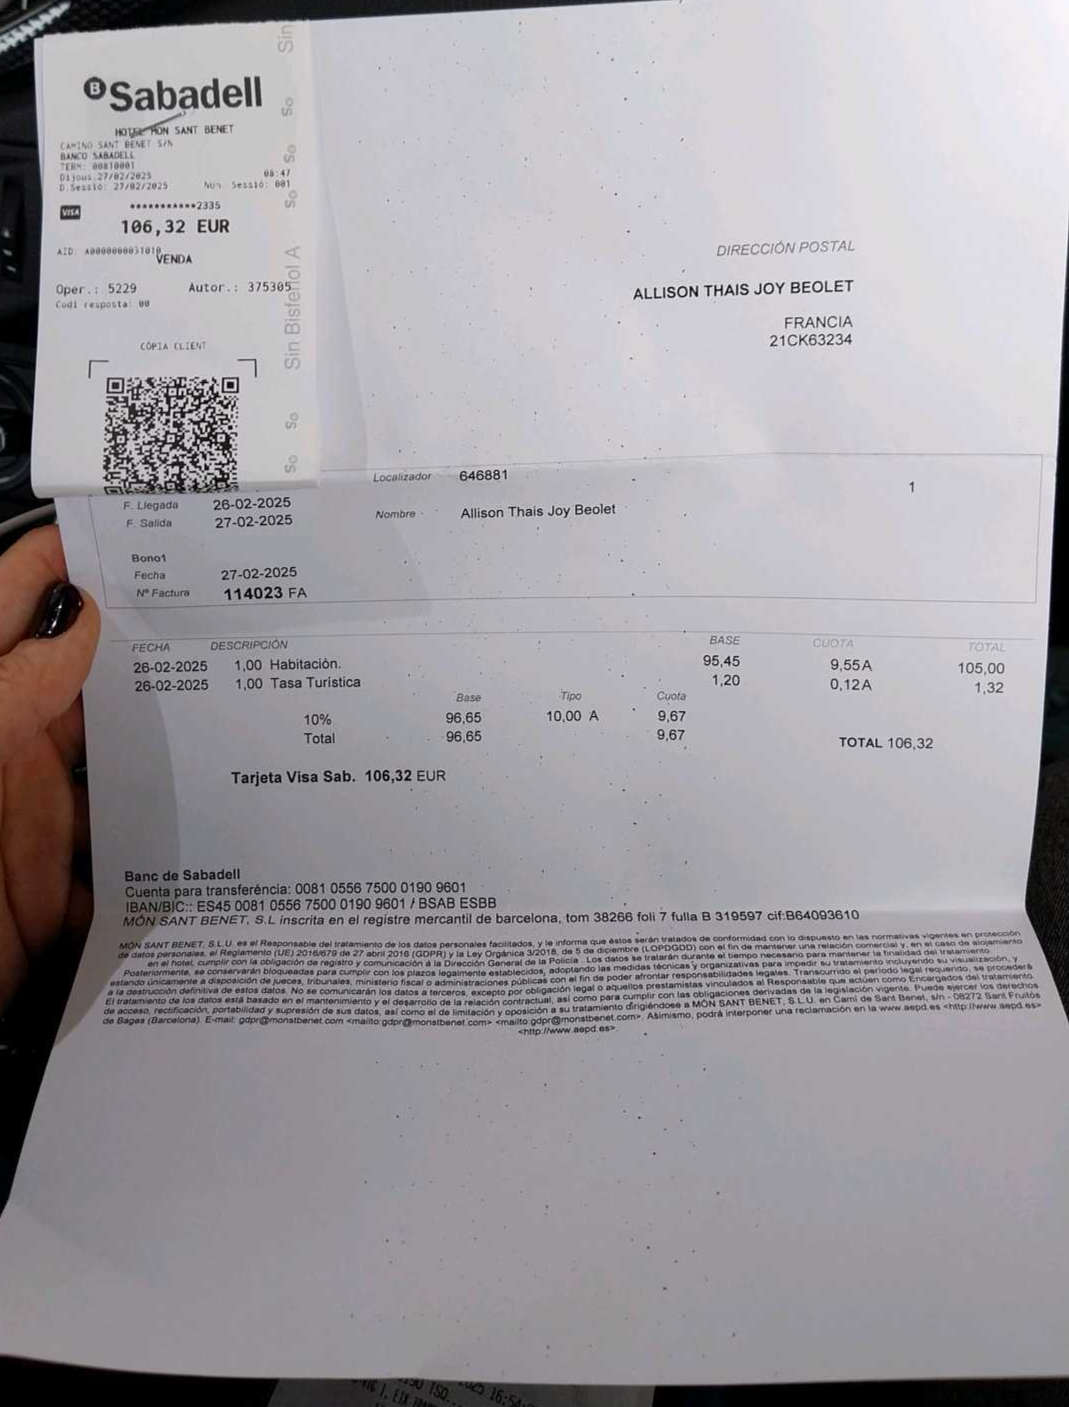 Sabadell
HOTEL MON SANT BENET
CAMINO SANT BENET S/N
BANCO SABADELL
TERM: 00810001
Dijous 27/02/2025 08:47
D.Sessió: 27/02/2025 Núm. Sessió: 001
VISA ***********2335
106,32 EUR
AID: A0000000031010
VENDA
Oper.: 5229 Autor.: 375305
Codi resposta: 00
CÒPIA CLIENT
Sin
So
So
So
Sin Bisfenol A
So
So
DIRECCIÓN POSTAL
ALLISON THAIS JOY BEOLET
FRANCIA
21CK63234
Localizador 646881
1
F. Llegada 26-02-2025
F. Salida 27-02-2025
Nombre Allison Thais Joy Beolet
Bono1
Fecha 27-02-2025
Nº Factura 114023 FA
FECHA DESCRIPCIÓN BASE CUOTA TOTAL
26-02-2025 1,00 Habitación. 95,45 9,55A 105,00
26-02-2025 1,00 Tasa Turística 1,20 0,12A 1,32
Base Tipo Cuota
10% 96,65 10,00 A 9,67
Total 96,65 9,67
TOTAL 106,32
Tarjeta Visa Sab. 106,32 EUR
Banc de Sabadell
Cuenta para transferéncia: 0081 0556 7500 0190 9601
IBAN/BIC:: ES45 0081 0556 7500 0190 9601 / BSAB ESBB
MÓN SANT BENET, S.L inscrita en el registre mercantil de barcelona, tom 38266 foli 7 fulla B 319597 cif:B64093610
MÓN SANT BENET, S.L.U. es el Responsable del tratamiento de los datos personales facilitados, y le informa que éstos serán tratados de conformidad con lo dispuesto en las normativas vigentes en protección
de datos personales, el Reglamento (UE) 2016/679 de 27 abril 2016 (GDPR) y la Ley Orgánica 3/2018, de 5 de diciembre (LOPDGDD) con el fin de mantener una relación comercial y, en el caso de alojamiento
en el hotel, cumplir con la obligación de registro y comunicación a la Dirección General de la Policía . Los datos se tratarán durante el tiempo necesario para mantener la finalidad del tratamiento.
Posteriormente, se conservarán bloqueadas para cumplir con los plazos legalmente establecidos, adoptando las medidas técnicas y organizativas para impedir su tratamiento incluyendo su visualización, y
estando únicamente a disposición de jueces, tribunales, ministerio fiscal o administraciones públicas con el fin de poder afrontar responsabilidades legales. Transcurrido el período legal requerido, se procederá
a la destrucción definitiva de estos datos. No se comunicarán los datos a terceros, excepto por obligación legal o aquellos prestamistas vinculados al Responsable que actúen como Encargados del tratamiento.
El tratamiento de los datos está basado en el mantenimiento y el desarrollo de la relación contractual, así como para cumplir con las obligaciones derivadas de la legislación vigente. Puede ejercer los derechos
de acceso, rectificación, portabilidad y supresión de sus datos, así como el de limitación y oposición a su tratamiento dirigiéndose a MÓN SANT BENET, S.L.U. en Camí de Sant Benet, s/n - 08272 Sant Fruitós
de Bages (Barcelona). E-mail: gdpr@monstbenet.com <mailto:gdpr@monstbenet.com> <mailto:gdpr@monstbenet.com>. Asimismo, podrá interponer una reclamación en la www.aepd.es <http://www.aepd.es>
<http://www.aepd.es>.